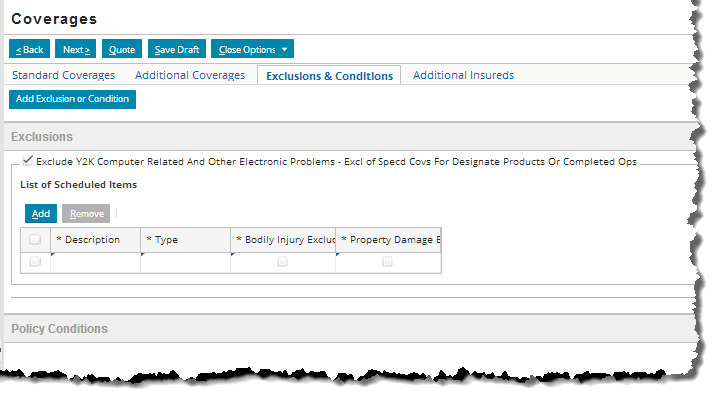 Coverages
< Back Next > Quote Save Draft Close Options
Standard Coverages Additional Coverages Exclusions & Conditions Additional Insureds
Add Exclusion or Condition
Exclusions
Exclude Y2K Computer Related And Other Electronic Problems - Excl of Specd Covs For Designate Products Or Completed Ops
List of Scheduled Items
Add Remove
* Description * Type * Bodily Injury Exclud * Property Damage E
Policy Conditions